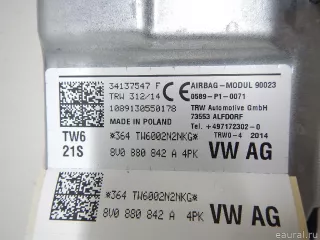 34137547 F
TRW 312/14
1089130550178
MADE IN POLAND
CE
AIRBAG-MODUL 90023
0589-P1-0071
TRW Automotive GmbH
73553 ALFDORF
Tel. +497172302-0
TRW0-4 2014
TW6
21S
*364 TW6002N2NKG*
8V0 880 842 A 4PK
VW AG
*364 TW6002N2NKG*
8V0 880 842 A 4PK
VW AG
ecostrim.ru